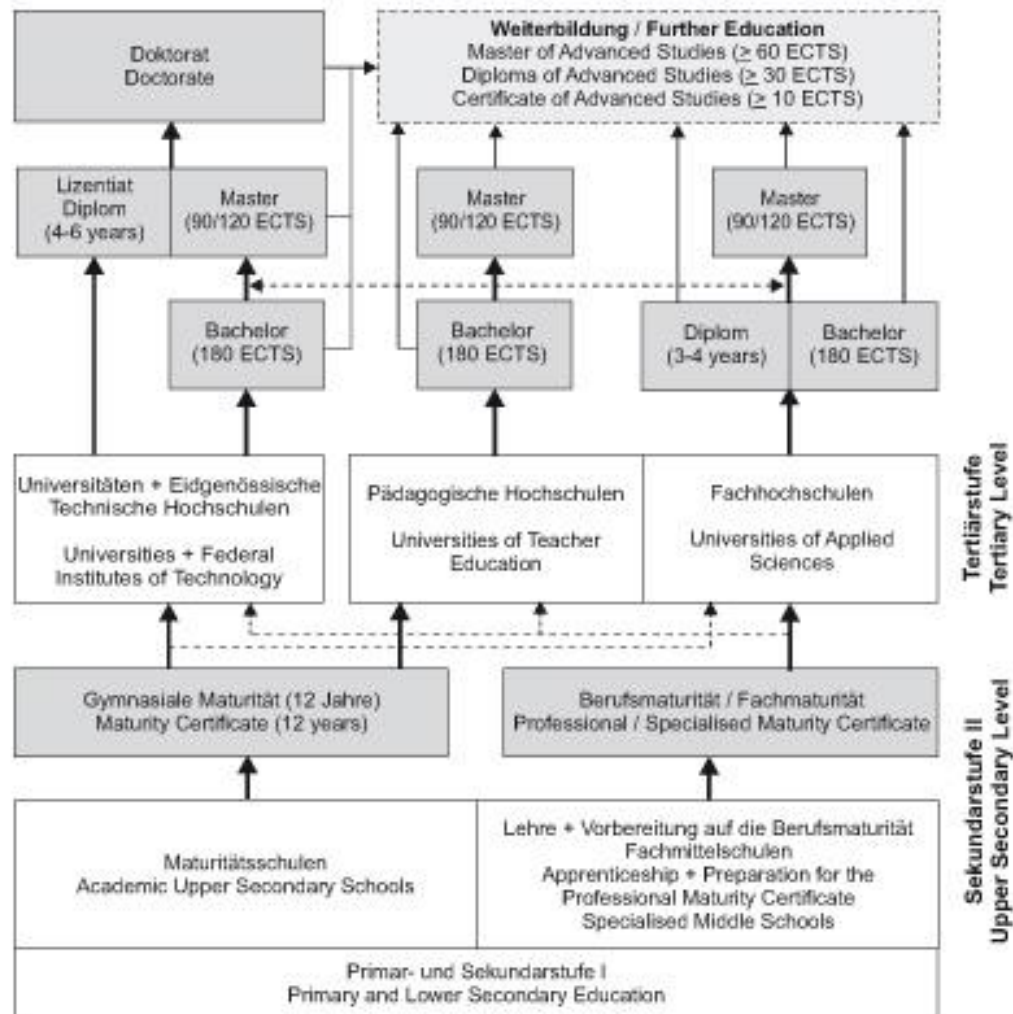 Doktorat
Doctorate
Weiterbildung / Further Education
Master of Advanced Studies (≥ 60 ECTS)
Diploma of Advanced Studies (≥ 30 ECTS)
Certificate of Advanced Studies (≥ 10 ECTS)
Lizentiat
Diplom
(4-6 years)
Master
(90/120 ECTS)
Master
(90/120 ECTS)
Master
(90/120 ECTS)
Bachelor
(180 ECTS)
Bachelor
(180 ECTS)
Diplom
(3-4 years)
Bachelor
(180 ECTS)
Universitäten + Eidgenössische
Technische Hochschulen
Universities + Federal
Institutes of Technology
Pädagogische Hochschulen
Universities of Teacher
Education
Fachhochschulen
Universities of Applied
Sciences
Tertiärstufe
Tertiary Level
Gymnasiale Maturität (12 Jahre)
Maturity Certificate (12 years)
Berufsmaturität / Fachmaturität
Professional / Specialised Maturity Certificate
Maturitätsschulen
Academic Upper Secondary Schools
Lehre + Vorbereitung auf die Berufsmaturität
Fachmittelschulen
Apprenticeship + Preparation for the
Professional Maturity Certificate
Specialised Middle Schools
Sekundarstufe II
Upper Secondary Level
Primar- und Sekundarstufe I
Primary and Lower Secondary Education